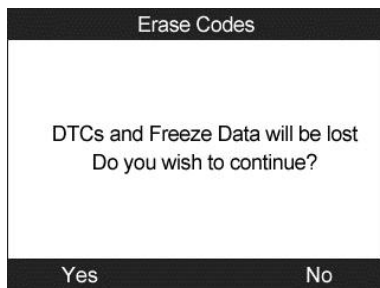 Erase Codes
DTCs and Freeze Data will be lost
Do you wish to continue?
Yes No